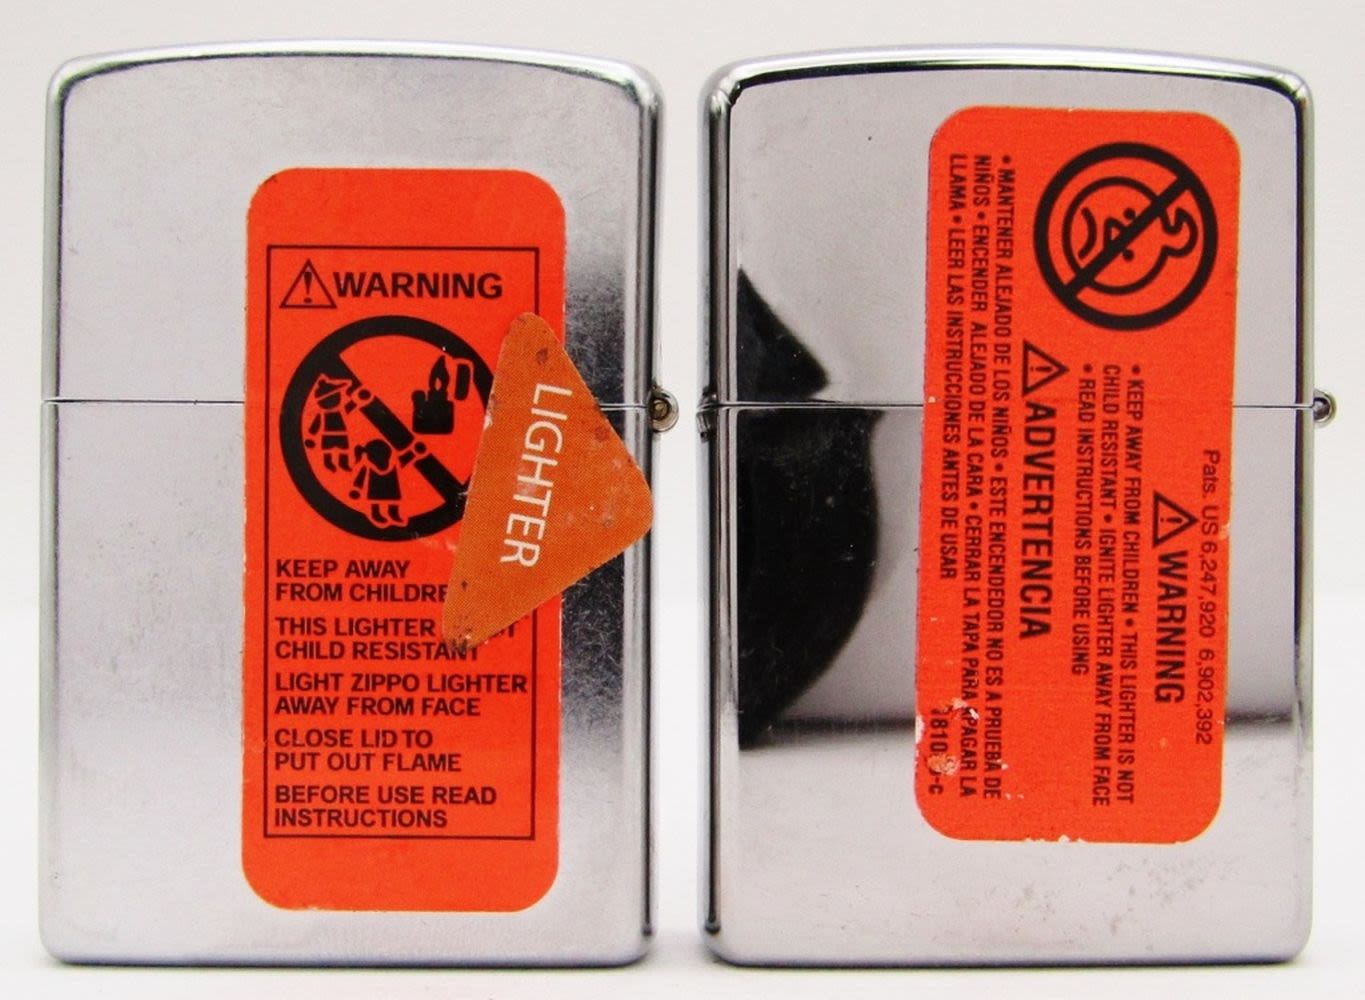 WARNING
KEEP AWAY
FROM CHILDRE
THIS LIGHTER
CHILD RESISTANT
LIGHT ZIPPO LIGHTER
AWAY FROM FACE
CLOSE LID TO
PUT OUT FLAME
BEFORE USE READ
INSTRUCTIONS
LIGHTER
Pats. US 6,247,920 6,902,392
WARNING
• KEEP AWAY FROM CHILDREN • THIS LIGHTER IS NOT
CHILD RESISTANT • IGNITE LIGHTER AWAY FROM FACE
• READ INSTRUCTIONS BEFORE USING
ADVERTENCIA
• MANTENER ALEJADO DE LOS NIÑOS • ESTE ENCENDEDOR NO ES A PRUEBA DE
NIÑOS • ENCENDER ALEJADO DE LA CARA • CERRAR LA TAPA PARA APAGAR LA
LLAMA • LEER LAS INSTRUCCIONES ANTES DE USAR